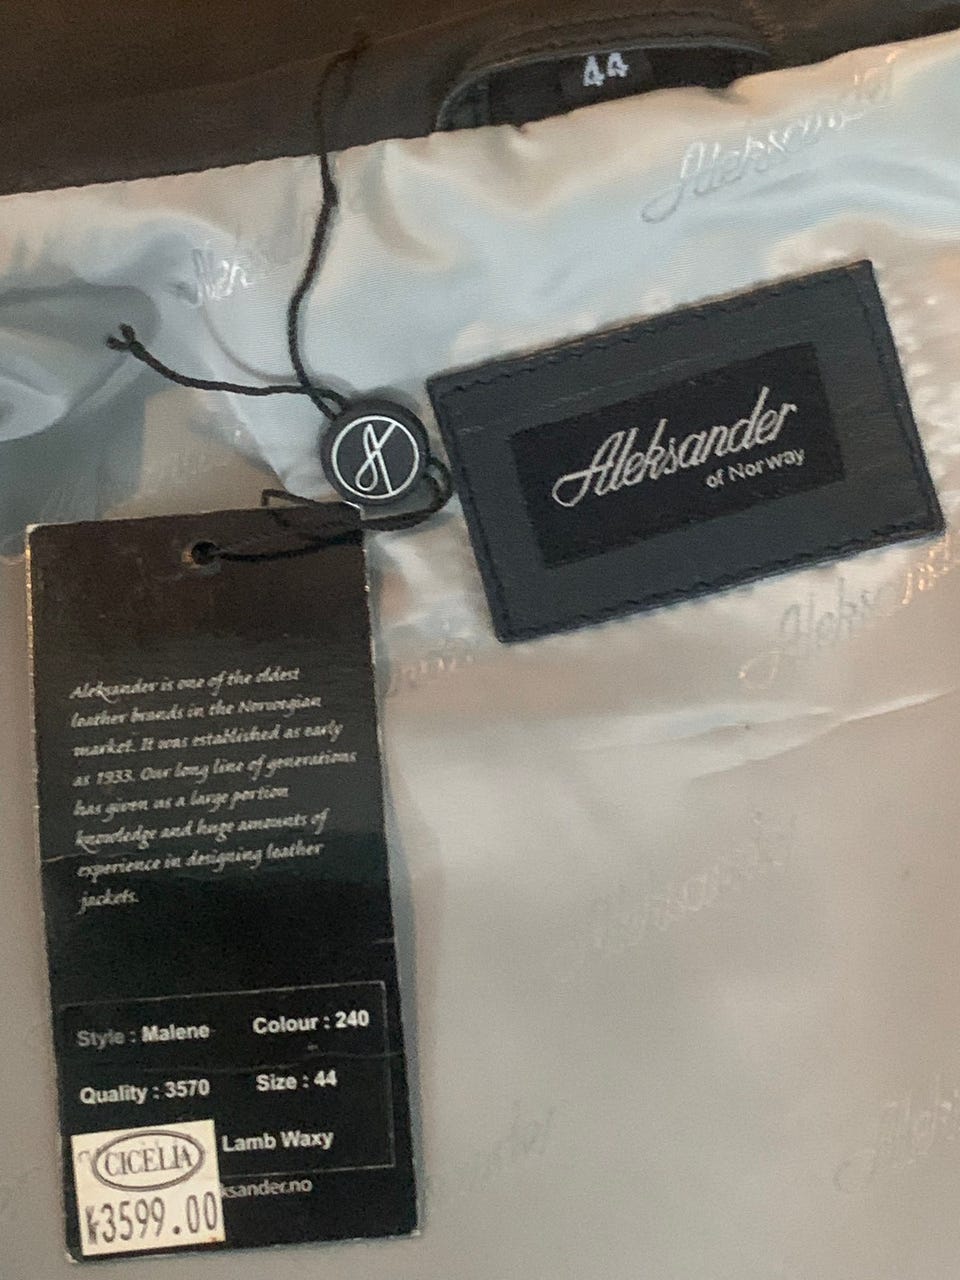 44
Aleksander
Alek
Aleksander
of Norway
Aleksander
Aleksander is one of the oldest
leather brands in the Norwegian
market. It was established as early
as 1933. Our long line of generations
has given us a large portion
knowledge and huge amounts of
experience in designing leather
jackets.
Aleksander
Style : Malene Colour : 240
Quality : 3570 Size : 44
Lamb Waxy
CICELIA
ksander.no
3599.00